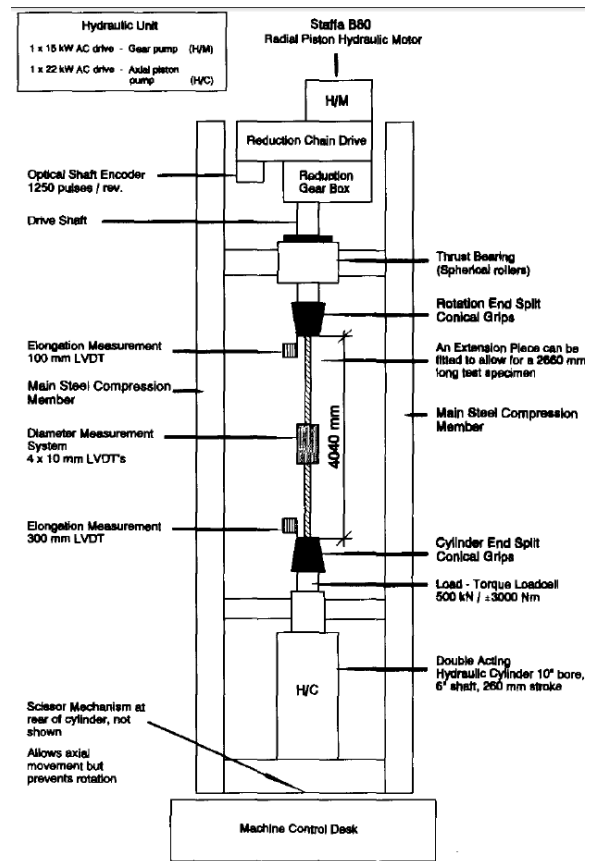 Hydraulic Unit
1 x 15 kW AC drive - Gear pump (H/M)
1 x 22 kW AC drive - Axial piston
pump (H/C)
Staffa B80
Radial Piston Hydraulic Motor
H/M
Reduction Chain Drive
Optical Shaft Encoder
1250 pulses / rev.
Reduction
Gear Box
Drive Shaft
Thrust Bearing
(Spherical rollers)
Rotation End Split
Conical Grips
Elongation Measurement
100 mm LVDT
An Extension Piece can be
fitted to allow for a 2660 mm
long test specimen
Main Steel Compression
Member
Main Steel Compression
Member
Diameter Measurement
System
4 x 10 mm LVDT's
4040 mm
Elongation Measurement
300 mm LVDT
Cylinder End Split
Conical Grips
Load - Torque Loadcell
500 kN / ±3000 Nm
Double Acting
Hydraulic Cylinder 10" bore,
6" shaft, 260 mm stroke
H/C
Scissor Mechanism at
rear of cylinder, not
shown
Allows axial
movement but
prevents rotation
Machine Control Desk